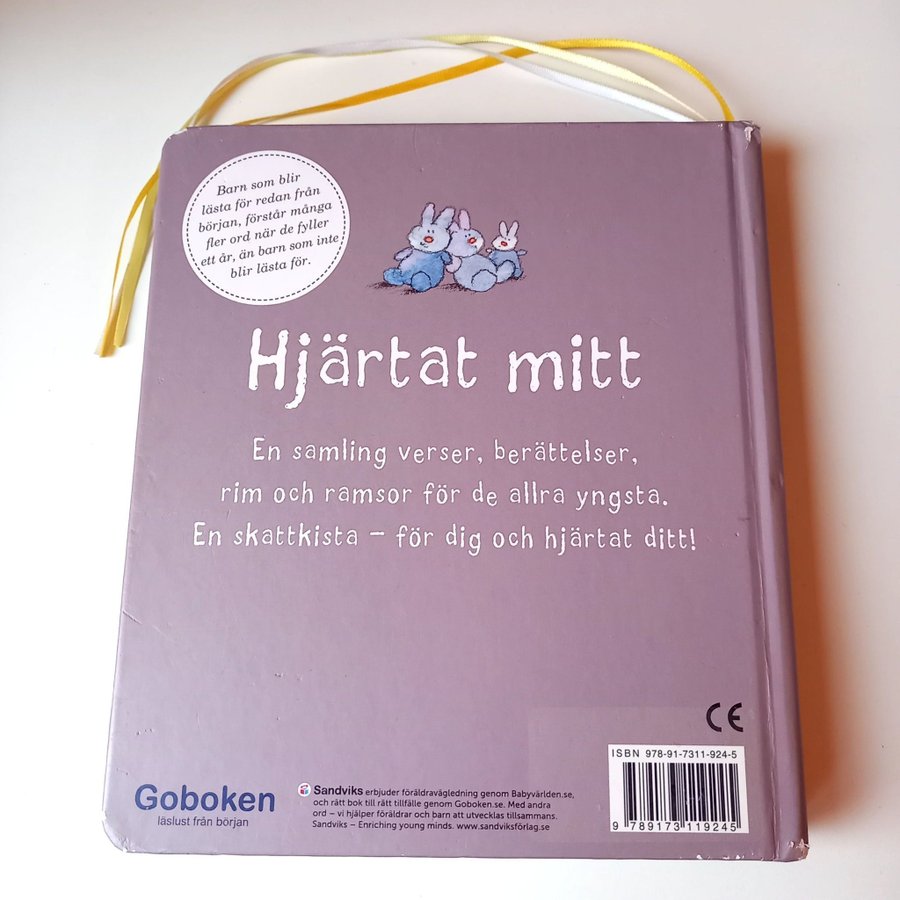 Barn som blir
lästa för redan från
början, förstår många
fler ord när de fyller
ett år, än barn som inte
blir lästa för.
Hjärtat mitt
En samling verser, berättelser,
rim och ramsor för de allra yngsta.
En skattkista – för dig och hjärtat ditt!
CE
ISBN 978-91-7311-924-5
9 789173 119245
Goboken
läslust från början
Sandviks erbjuder föräldravägledning genom Babyvärlden.se,
och rätt bok till rätt tillfälle genom Goboken.se. Med andra
ord – vi hjälper föräldrar och barn att utvecklas tillsammans.
Sandviks – Enriching young minds. www.sandviksförlag.se